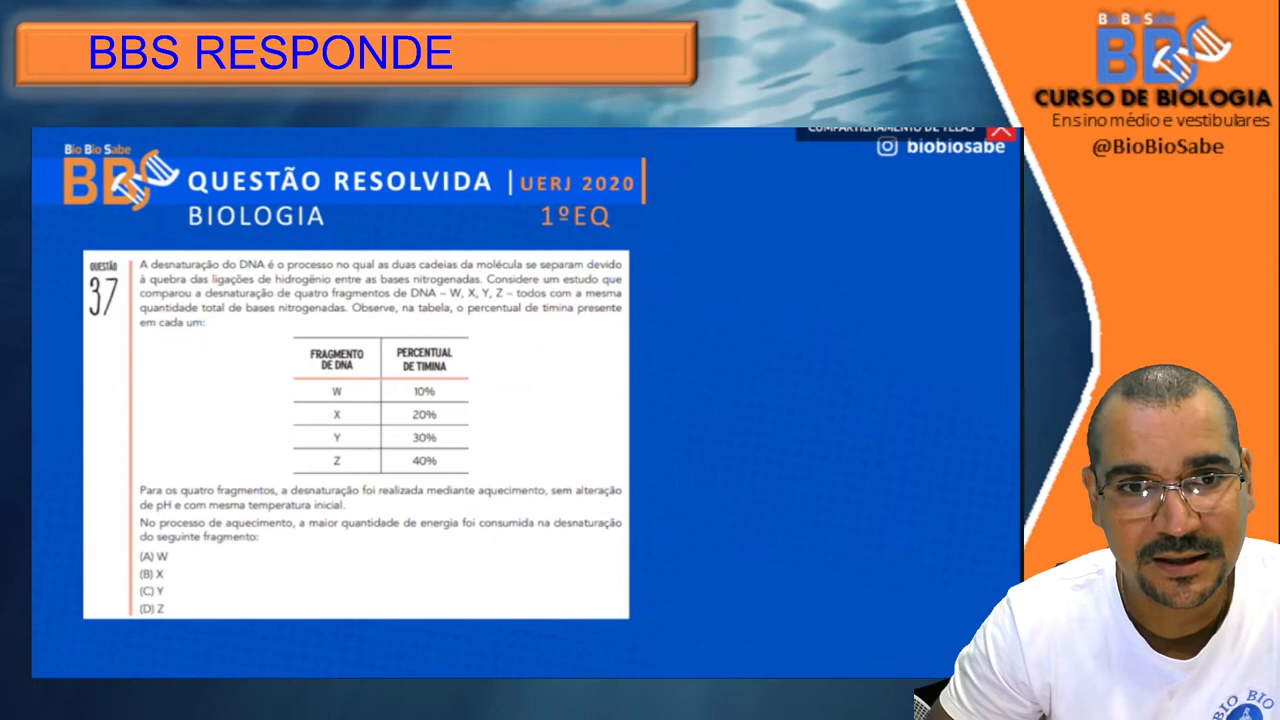 BBS RESPONDE
Bio Bio Sabe
BBS
CURSO DE BIOLOGIA
Ensino médio e vestibulares
@BioBioSabe
COMPARTILHAMENTO DE TELAS
biobiosabe
Bio Bio Sabe
BBS
QUESTÃO RESOLVIDA | UERJ 2020
BIOLOGIA 1ºEQ
QUESTÃO
37
A desnaturação do DNA é o processo no qual as duas cadeias da molécula se separam devido
à quebra das ligações de hidrogênio entre as bases nitrogenadas. Considere um estudo que
comparou a desnaturação de quatro fragmentos de DNA – W, X, Y, Z – todos com a mesma
quantidade total de bases nitrogenadas. Observe, na tabela, o percentual de timina presente
em cada um:
FRAGMENTO PERCENTUAL
DE DNA DE TIMINA
W 10%
X 20%
Y 30%
Z 40%
Para os quatro fragmentos, a desnaturação foi realizada mediante aquecimento, sem alteração
de pH e com mesma temperatura inicial.
No processo de aquecimento, a maior quantidade de energia foi consumida na desnaturação
do seguinte fragmento:
(A) W
(B) X
(C) Y
(D) Z
BIO BIO